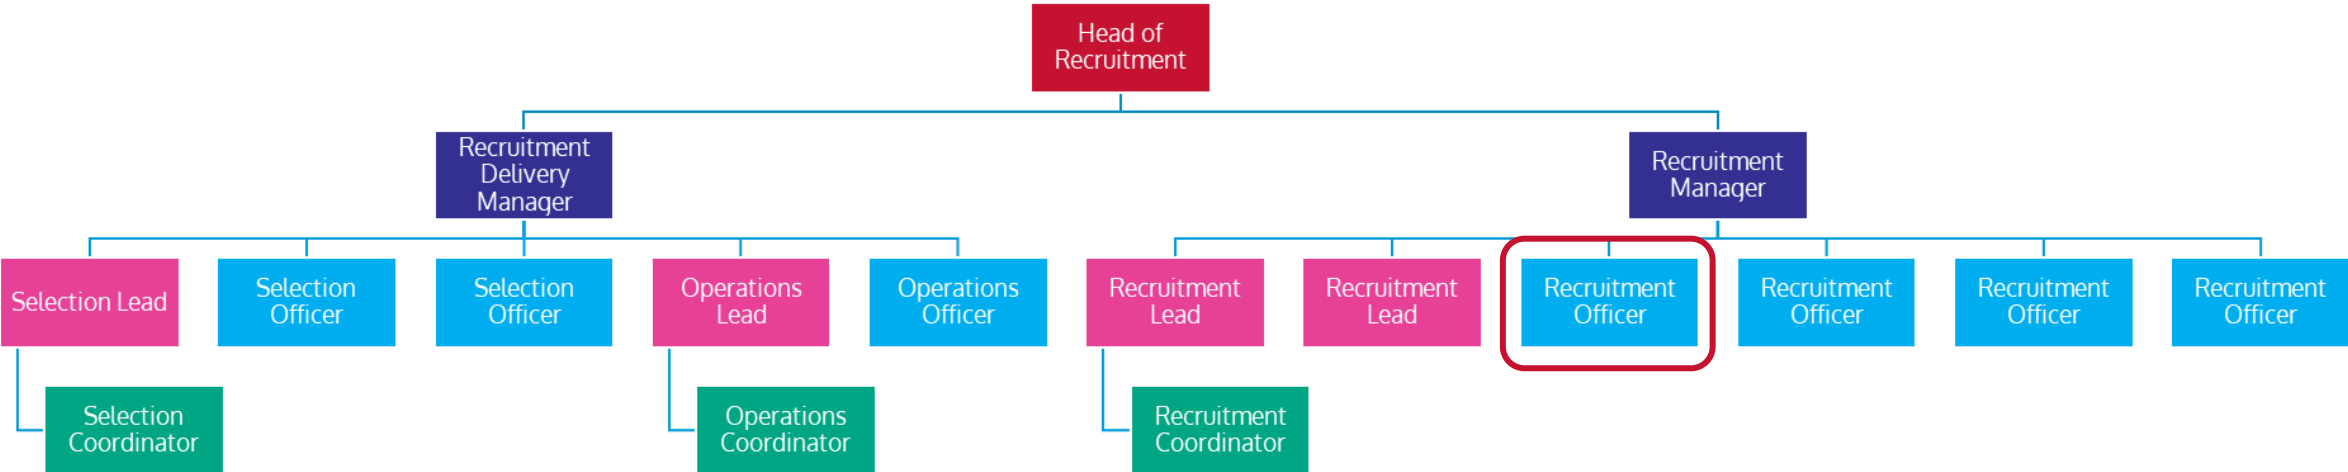 Head of
Recruitment
Recruitment
Delivery
Manager
Recruitment
Manager
Selection Lead
Selection
Officer
Selection
Officer
Operations
Lead
Operations
Officer
Recruitment
Lead
Recruitment
Lead
Recruitment
Officer
Recruitment
Officer
Recruitment
Officer
Recruitment
Officer
Selection
Coordinator
Operations
Coordinator
Recruitment
Coordinator